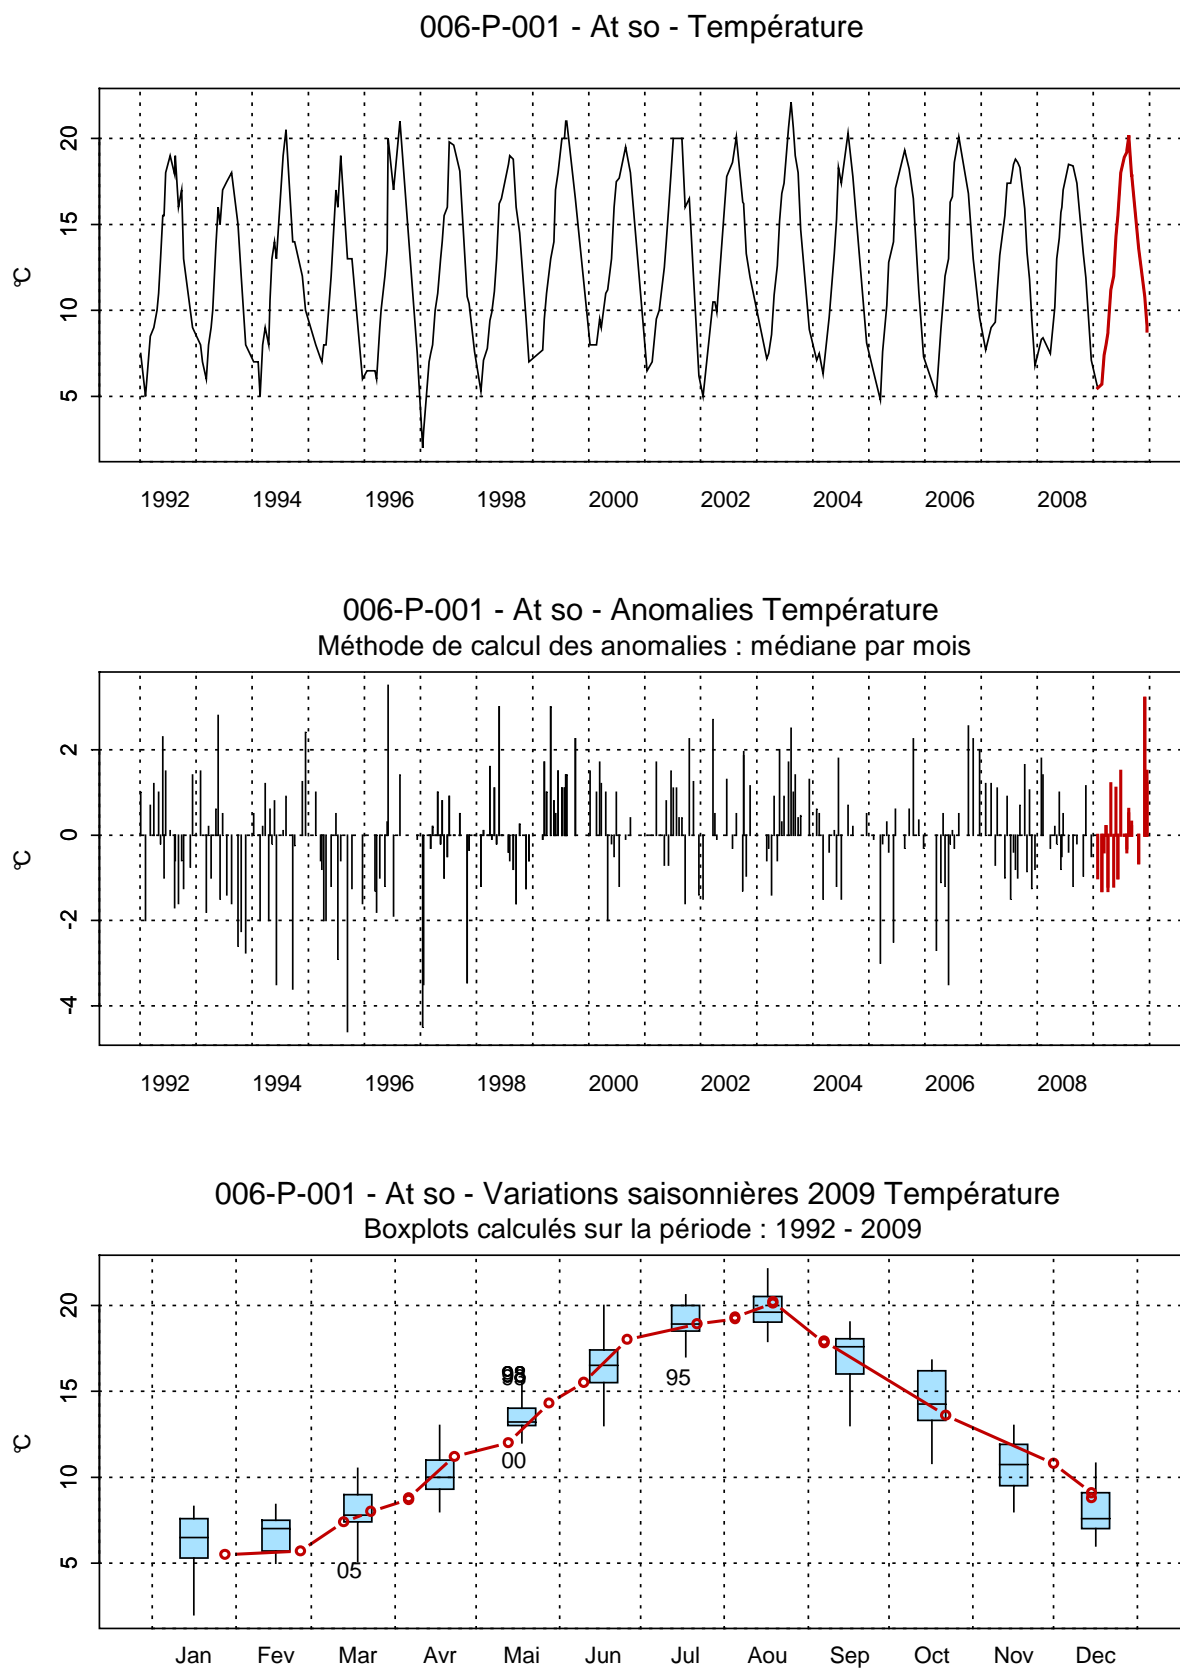 006-P-001 - At so - Température
20
15
10
5
°C
1992 1994 1996 1998 2000 2002 2004 2006 2008
006-P-001 - At so - Anomalies Température
Méthode de calcul des anomalies : médiane par mois
2
0
-2
-4
°C
1992 1994 1996 1998 2000 2002 2004 2006 2008
006-P-001 - At so - Variations saisonnières 2009 Température
Boxplots calculés sur la période : 1992 - 2009
20
15
10
5
°C
98
95
00
05
Jan Fev Mar Avr Mai Jun Jul Aou Sep Oct Nov Dec